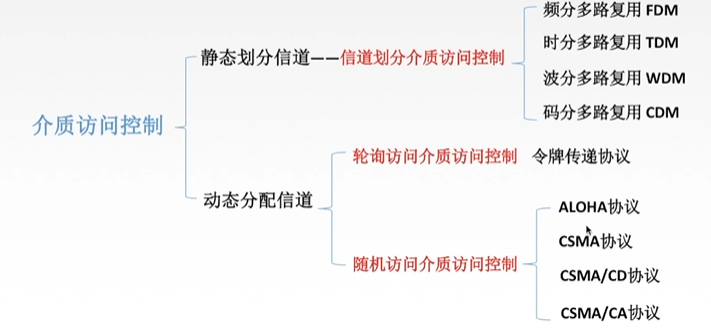 介质访问控制
静态划分信道——信道划分介质访问控制
频分多路复用 FDM
时分多路复用 TDM
波分多路复用 WDM
码分多路复用 CDM
动态分配信道
轮询访问介质访问控制 令牌传递协议
随机访问介质访问控制
ALOHA协议
CSMA协议
CSMA/CD协议
CSMA/CA协议